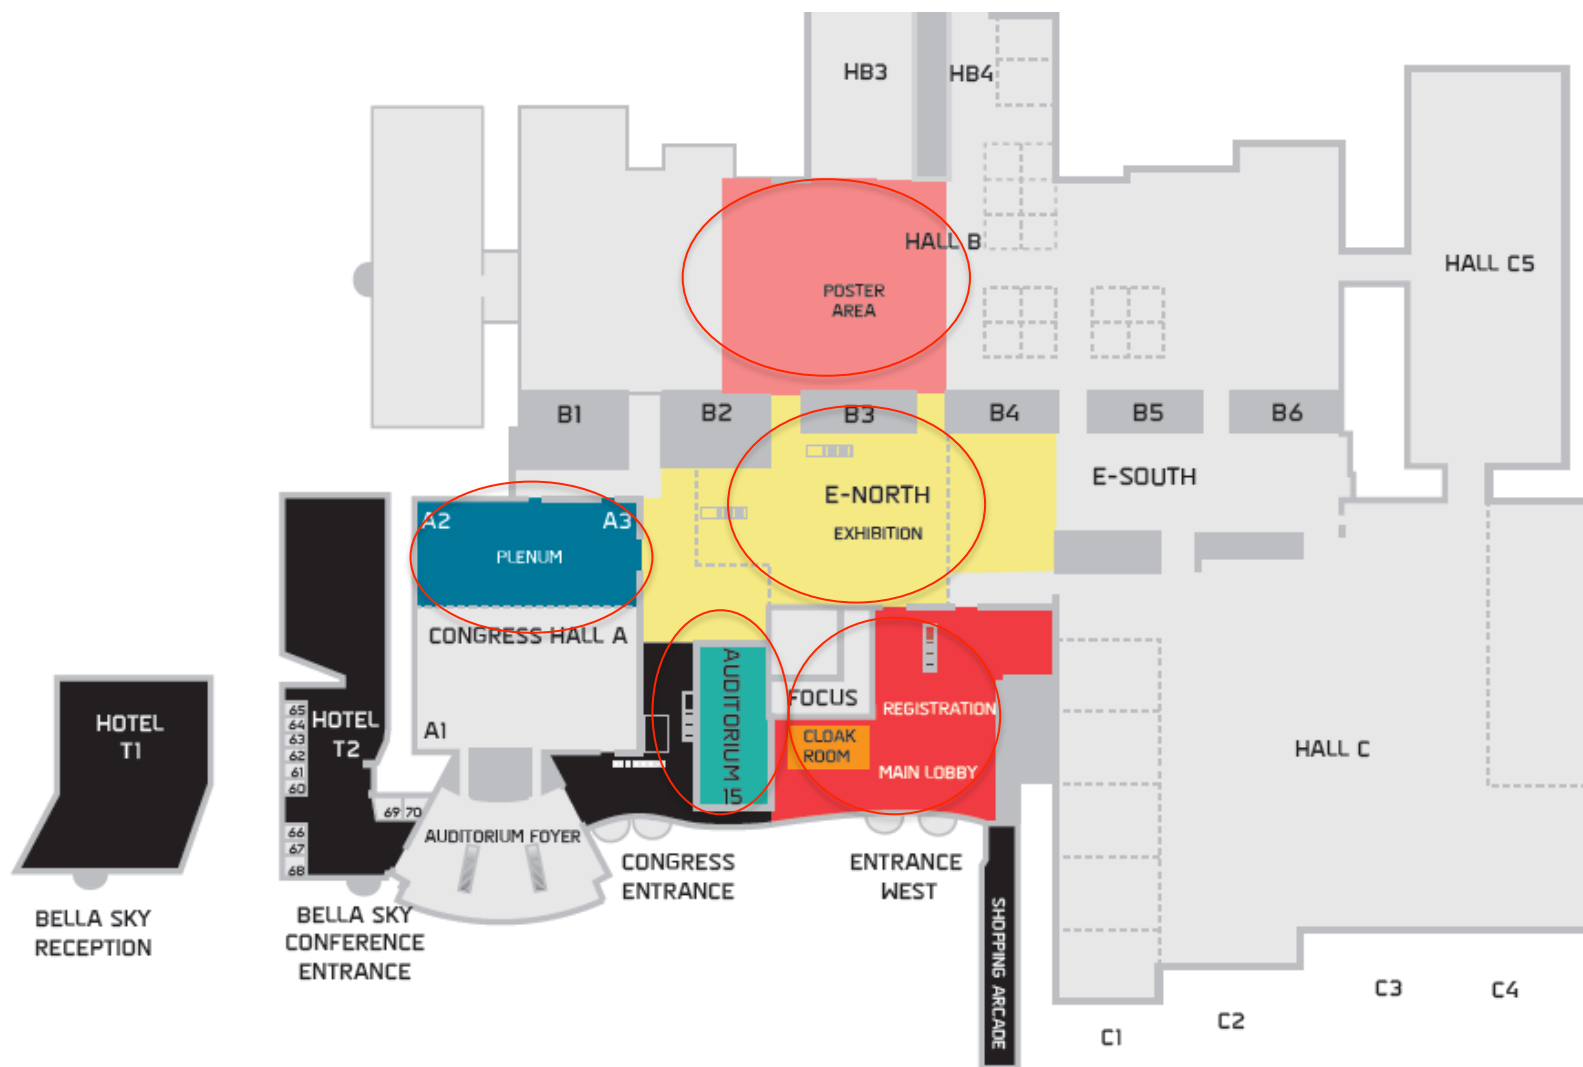 HB3
HB4
HALL B
HALL C5
POSTER
AREA
B1
B2
B3
B4
B5
B6
E-SOUTH
E-NORTH
EXHIBITION
A2
A3
PLENUM
CONGRESS HALL A
A1
AUDITORIUM 15
FOCUS
REGISTRATION
CLOAK
ROOM
MAIN LOBBY
HALL C
HOTEL
T1
HOTEL
T2
65
64
63
62
61
60
69 70
66
67
68
AUDITORIUM FOYER
CONGRESS
ENTRANCE
ENTRANCE
WEST
BELLA SKY
RECEPTION
BELLA SKY
CONFERENCE
ENTRANCE
SHOPPING ARCADE
C1
C2
C3
C4